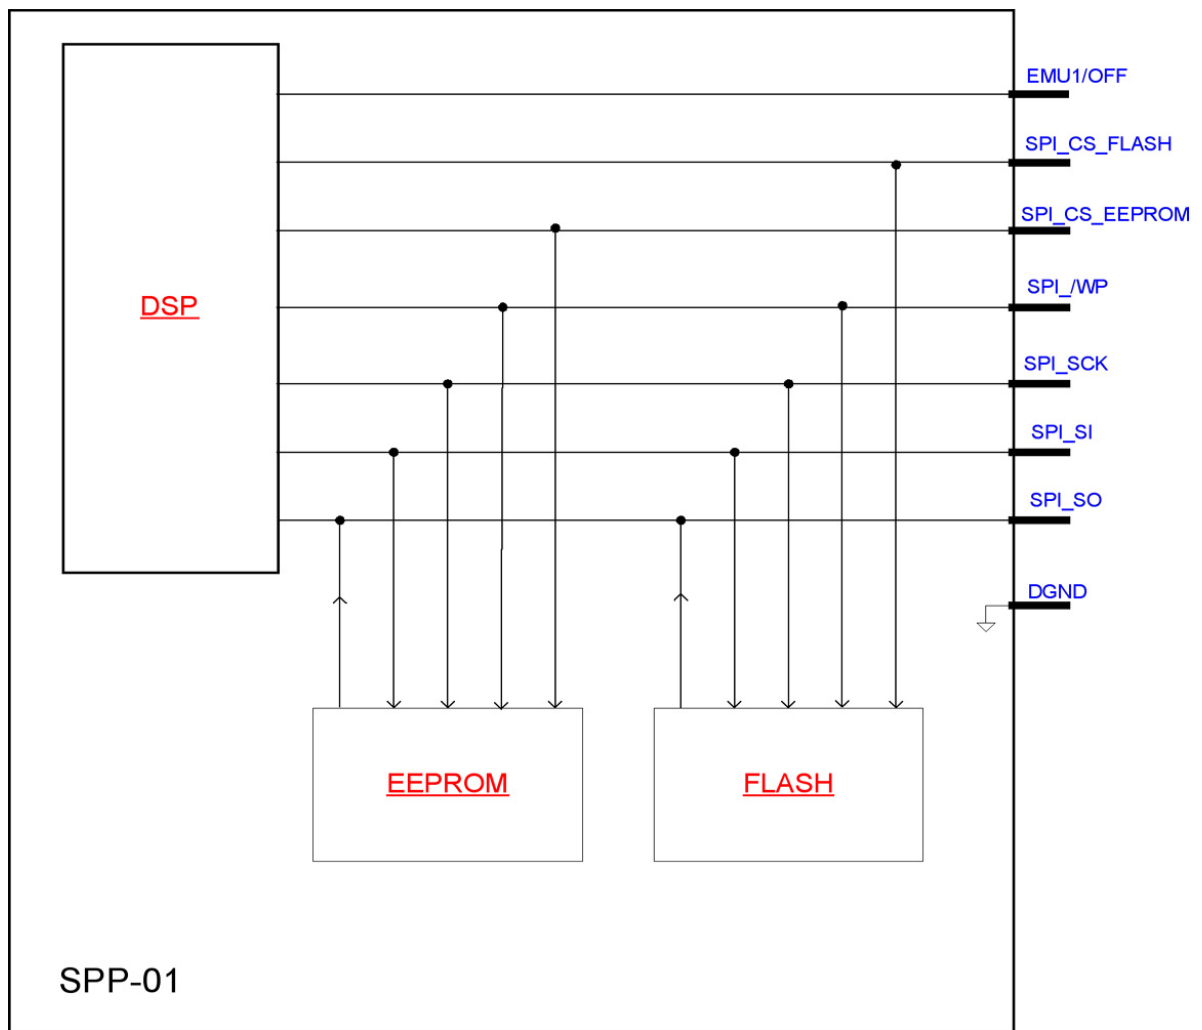 EMU1/OFF
SPI_CS_FLASH
SPI_CS_EEPROM
DSP
SPI_/WP
SPI_SCK
SPI_SI
SPI_SO
DGND
EEPROM
FLASH
SPP-01